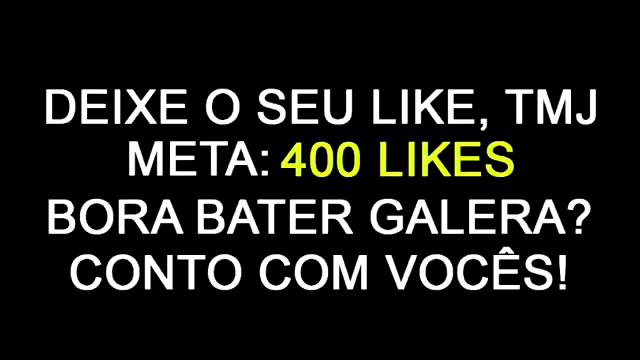 DEIXE O SEU LIKE, TMJ
META: 400 LIKES
BORA BATER GALERA?
CONTO COM VOCÊS!